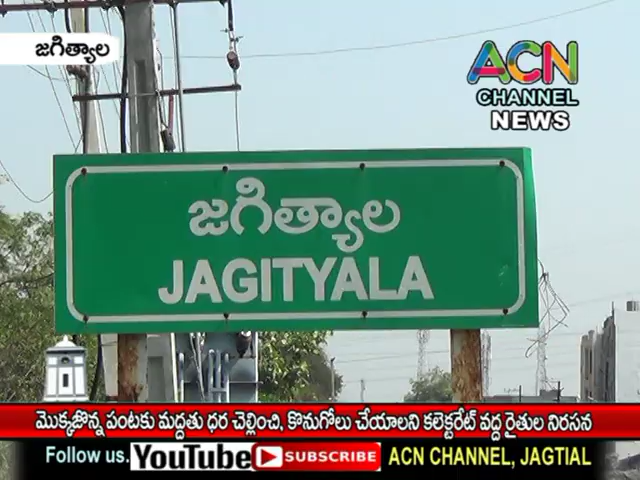 జగిత్యాల
ACN
CHANNEL
NEWS
జగిత్యాల
JAGITYALA
మొక్కజొన్న పంటకు మద్దతు ధర చెల్లించి, కొనుగోలు చేయాలని కలెక్టరేట్ వద్ద రైతుల నిరసన
Follow us. YouTube SUBSCRIBE ACN CHANNEL, JAGTIAL